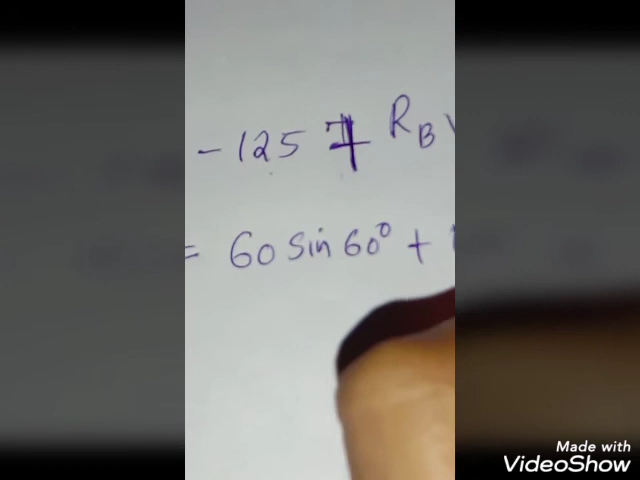 - 125 + R_B
= 60 sin 60° +
Made with
VideoShow